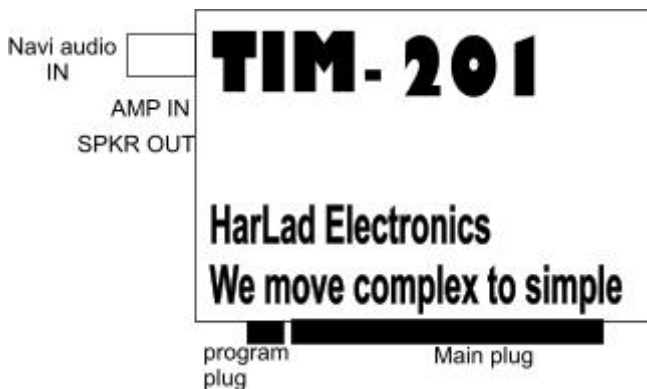 Navi audio
IN
TIM- 201
AMP IN
SPKR OUT
HarLad Electronics
We move complex to simple
program
plug
Main plug